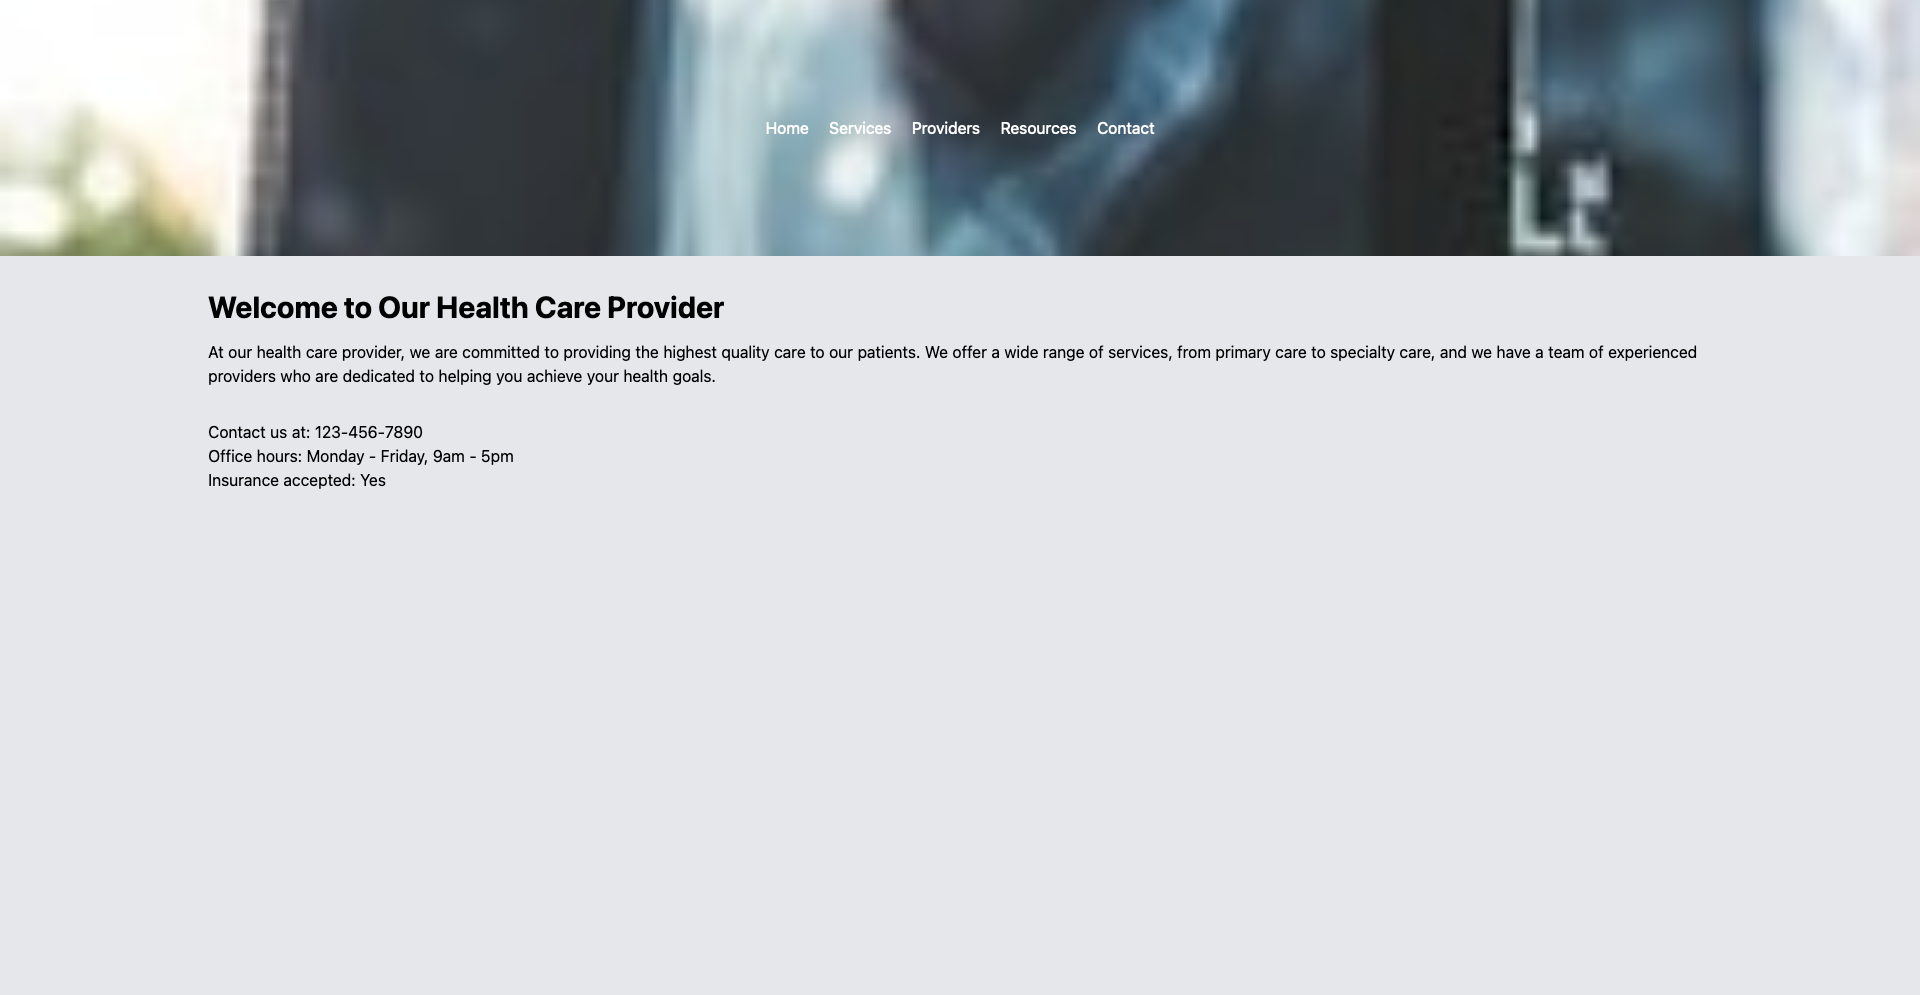 Home Services Providers Resources Contact
Welcome to Our Health Care Provider
At our health care provider, we are committed to providing the highest quality care to our patients. We offer a wide range of services, from primary care to specialty care, and we have a team of experienced
providers who are dedicated to helping you achieve your health goals.
Contact us at: 123-456-7890
Office hours: Monday - Friday, 9am - 5pm
Insurance accepted: Yes